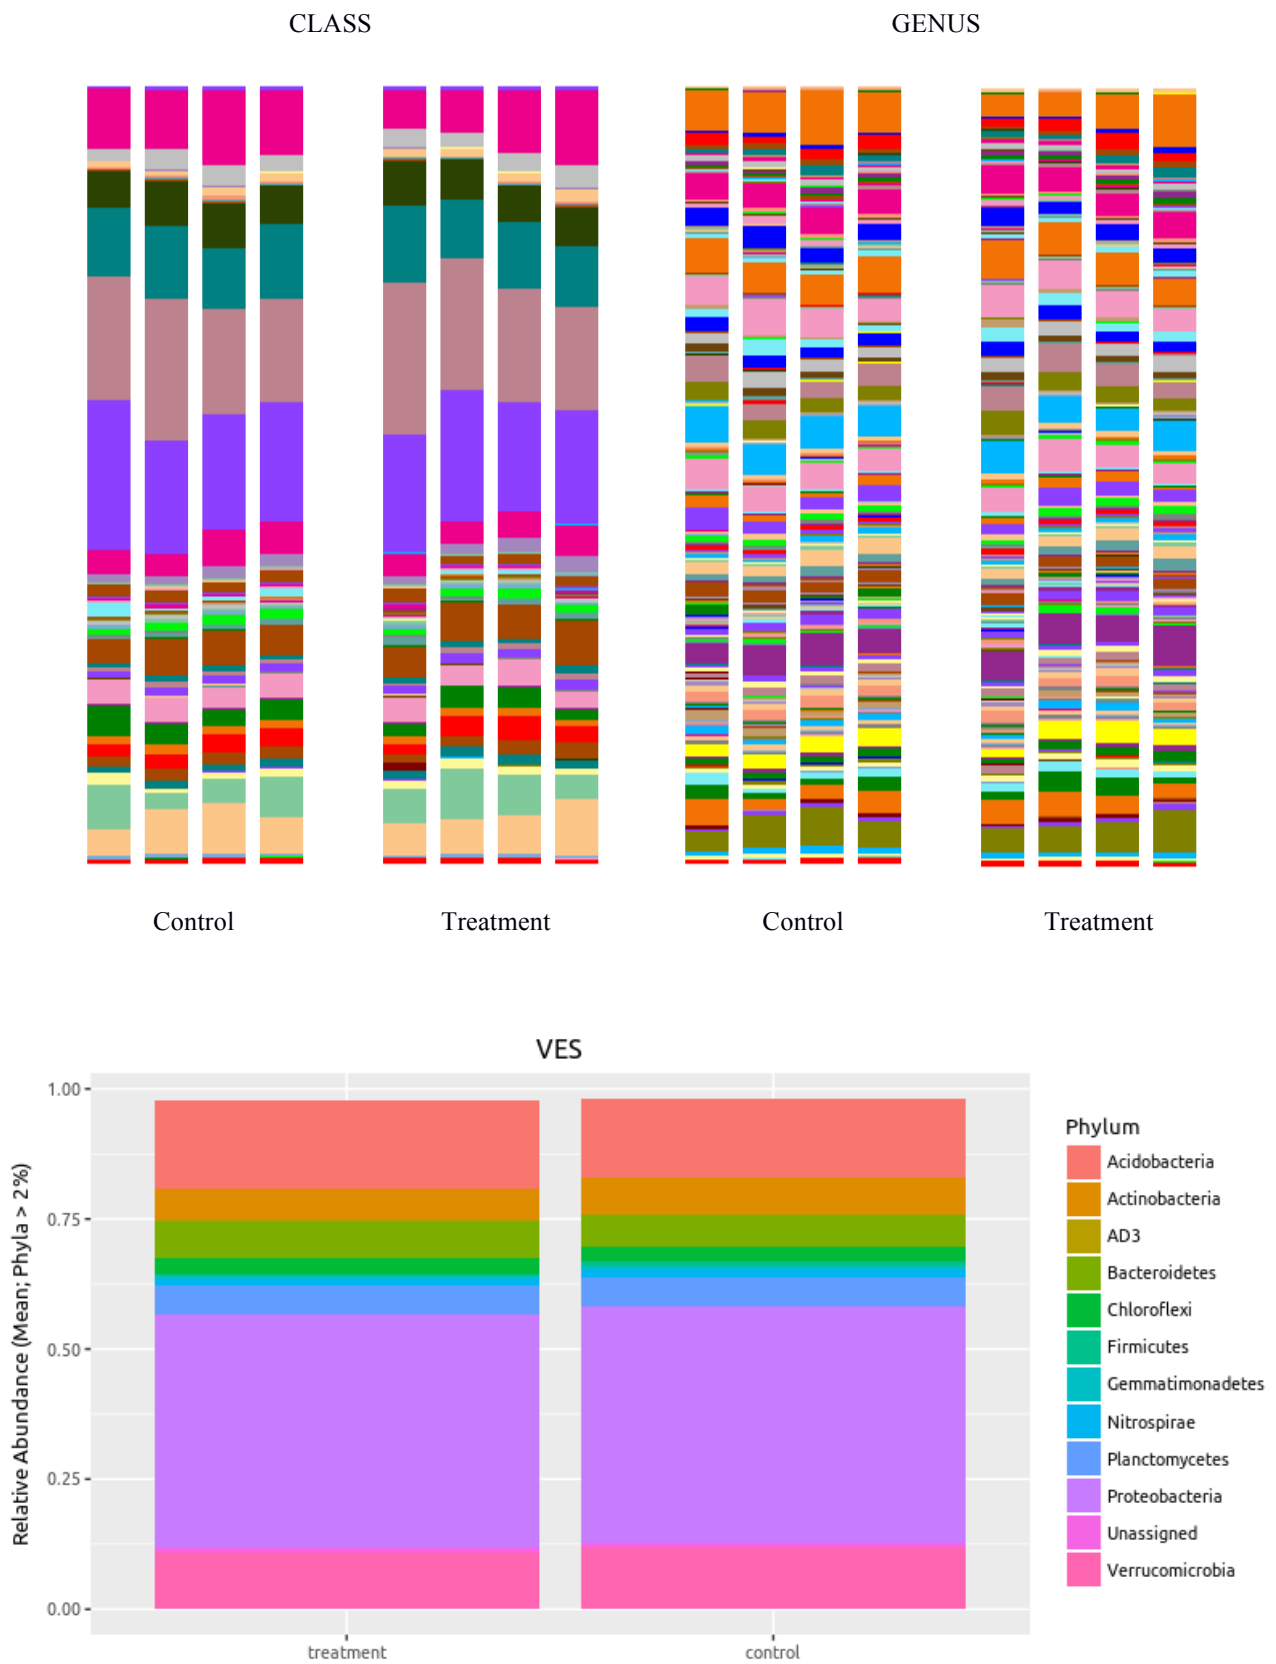 CLASS
GENUS
Control
Treatment
Control
Treatment
VES
Relative Abundance (Mean; Phyla > 2%)
1.00
0.75
0.50
0.25
0.00
treatment
control
Phylum
Acidobacteria
Actinobacteria
AD3
Bacteroidetes
Chloroflexi
Firmicutes
Gemmatimonadetes
Nitrospirae
Planctomycetes
Proteobacteria
Unassigned
Verrucomicrobia